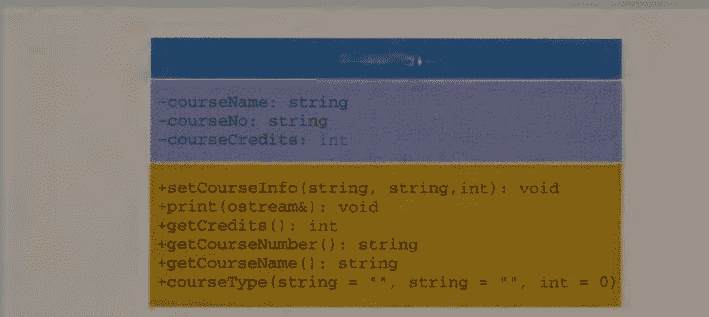 -courseName: string
-courseNo: string
-courseCredits: int
+setCourseInfo(string, string,int): void
+print(ostream&): void
+getCredits(): int
+getCourseNumber(): string
+getCourseName(): string
+courseType(string = "", string = "", int = 0)